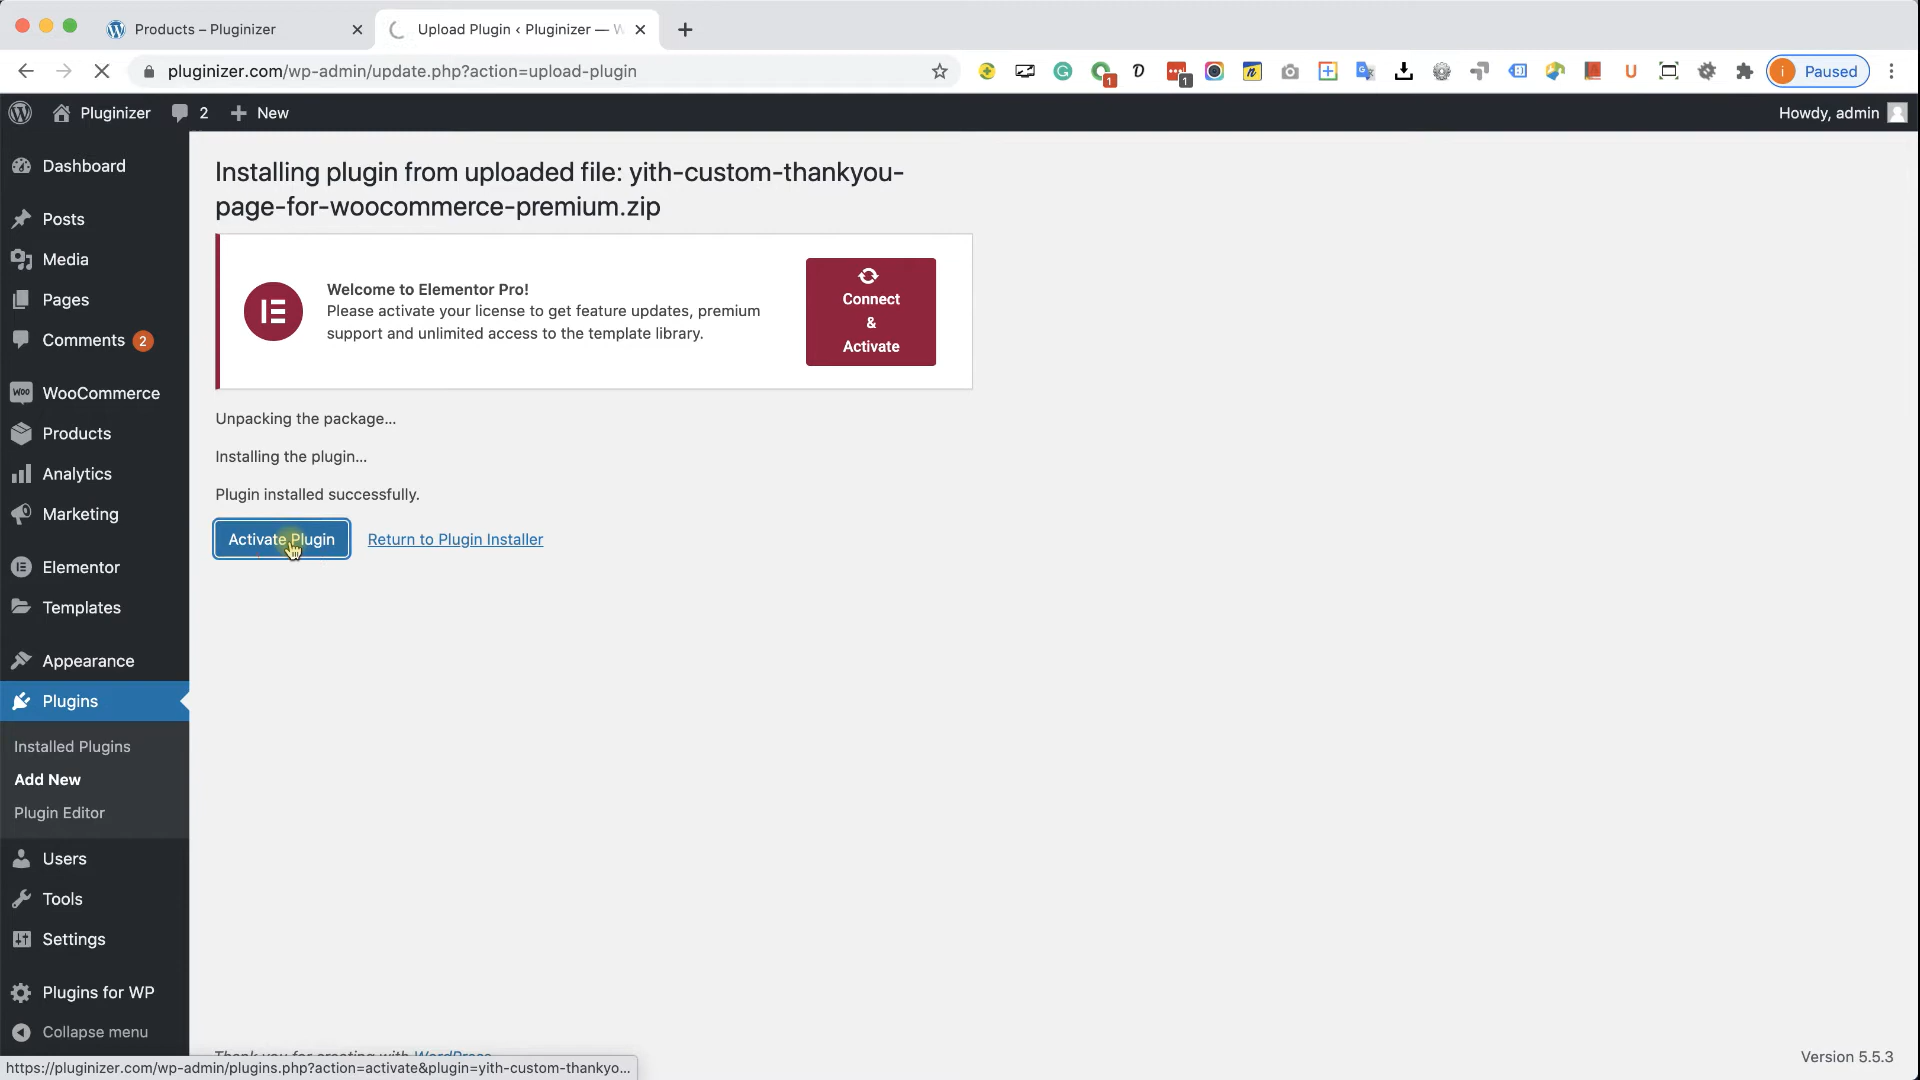 Products – Pluginizer
Upload Plugin ‹ Pluginizer — W
pluginizer.com/wp-admin/update.php?action=upload-plugin
1
1
i Paused
Pluginizer
2
New
Howdy, admin
Dashboard
Posts
Media
Pages
Comments 2
WooCommerce
Products
Analytics
Marketing
Elementor
Templates
Appearance
Plugins
Installed Plugins
Add New
Plugin Editor
Users
Tools
Settings
Plugins for WP
Collapse menu
Installing plugin from uploaded file: yith-custom-thankyou-
page-for-woocommerce-premium.zip
Welcome to Elementor Pro!
Please activate your license to get feature updates, premium
support and unlimited access to the template library.
Connect
&
Activate
Unpacking the package...
Installing the plugin...
Plugin installed successfully.
Activate Plugin
Return to Plugin Installer
Thank you for creating with WordPress
Version 5.5.3
https://pluginizer.com/wp-admin/plugins.php?action=activate&plugin=yith-custom-thankyo...